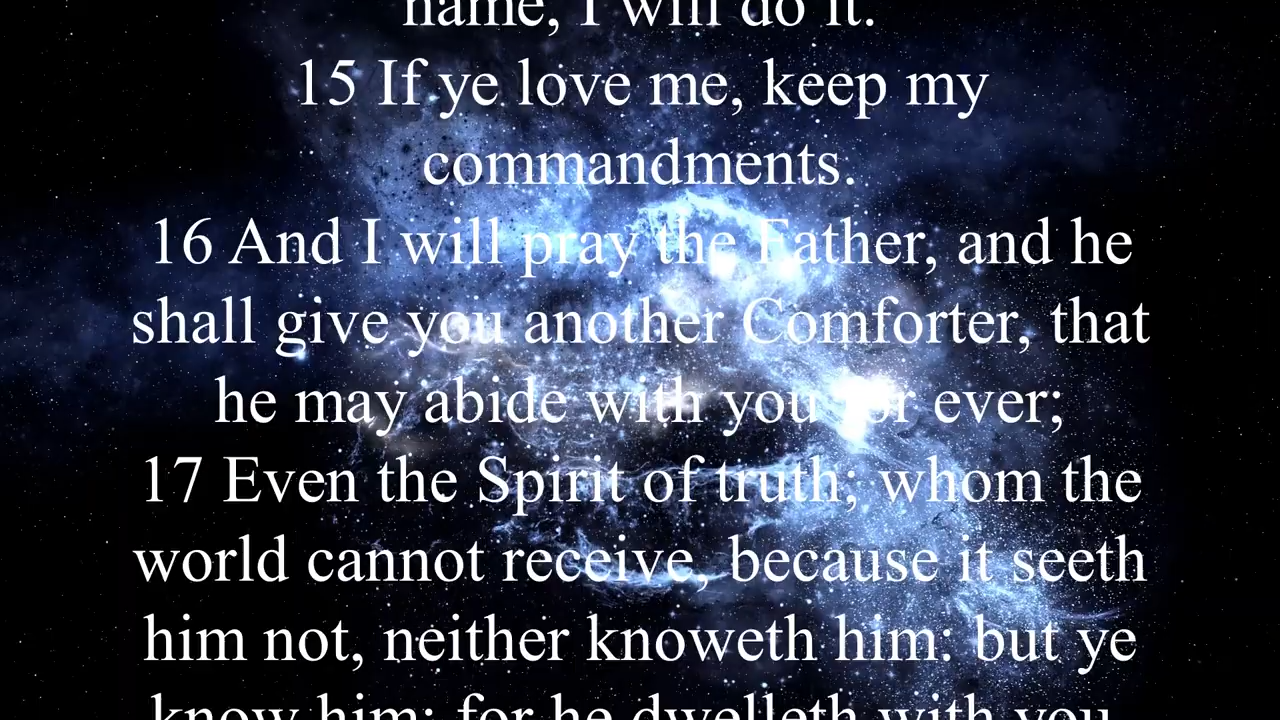 name, I will do it.
15 If ye love me, keep my
commandments.
16 And I will pray the Father, and he
shall give you another Comforter, that
he may abide with you for ever;
17 Even the Spirit of truth; whom the
world cannot receive, because it seeth
him not, neither knoweth him: but ye
know him; for he dwelleth with you,